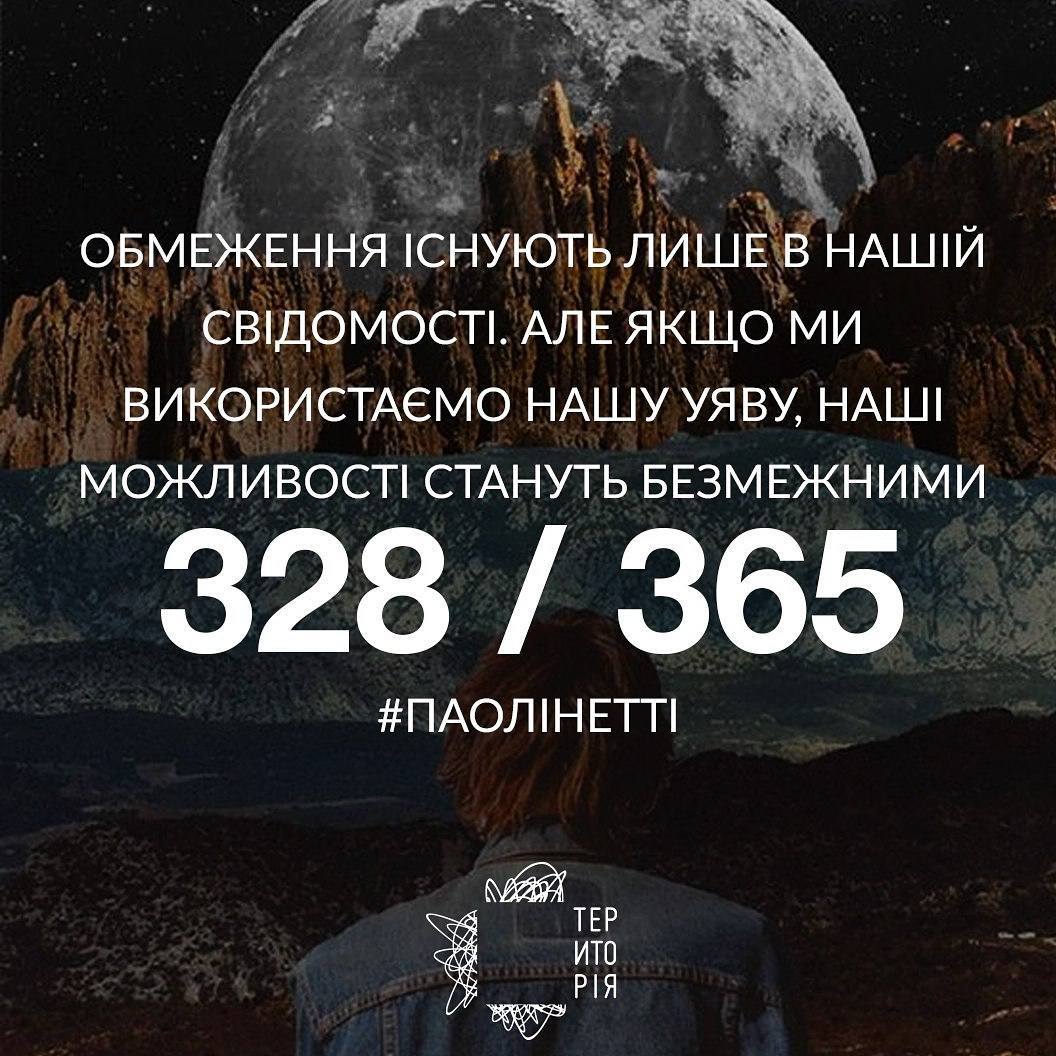 ОБМЕЖЕННЯ ІСНУЮТЬ ЛИШЕ В НАШІЙ
СВІДОМОСТІ. АЛЕ ЯКЩО МИ
ВИКОРИСТАЄМО НАШУ УЯВУ, НАШІ
МОЖЛИВОСТІ СТАНУТЬ БЕЗМЕЖНИМИ
328 / 365
#ПАОЛІНЕТТІ
ТЕР
ИТО
РІЯ